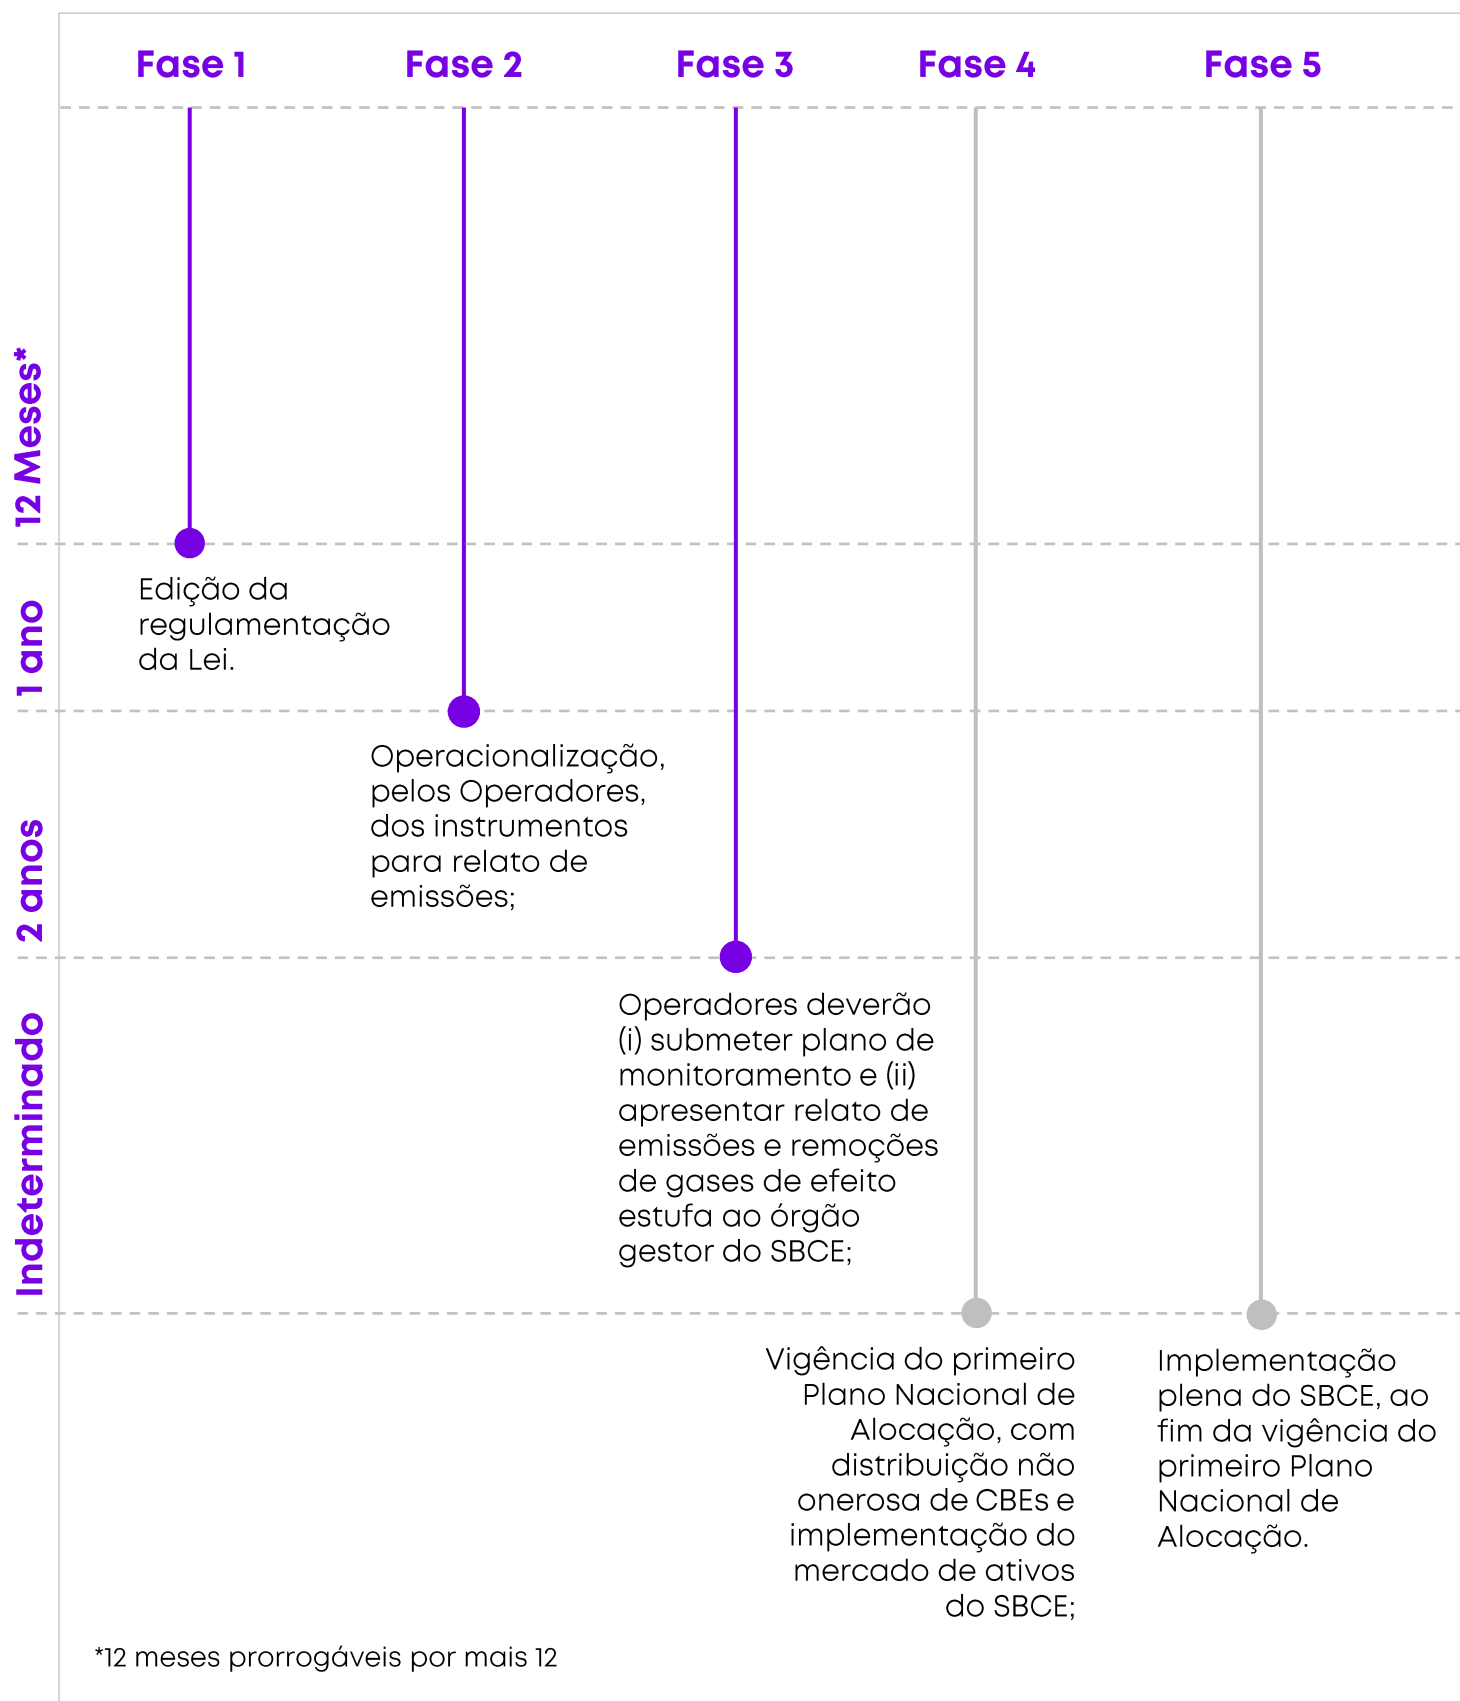 Fase 1
Fase 2
Fase 3
Fase 4
Fase 5
12 Meses*
Edição da
regulamentação
da Lei.
1 ano
Operacionalização,
pelos Operadores,
dos instrumentos
para relato de
emissões;
2 anos
Operadores deverão
(i) submeter plano de
monitoramento e (ii)
apresentar relato de
emissões e remoções
de gases de efeito
estufa ao órgão
gestor do SBCE;
Indeterminado
Vigência do primeiro
Plano Nacional de
Alocação, com
distribuição não
onerosa de CBEs e
implementação do
mercado de ativos
do SBCE;
Implementação
plena do SBCE, ao
fim da vigência do
primeiro Plano
Nacional de
Alocação.
*12 meses prorrogáveis por mais 12